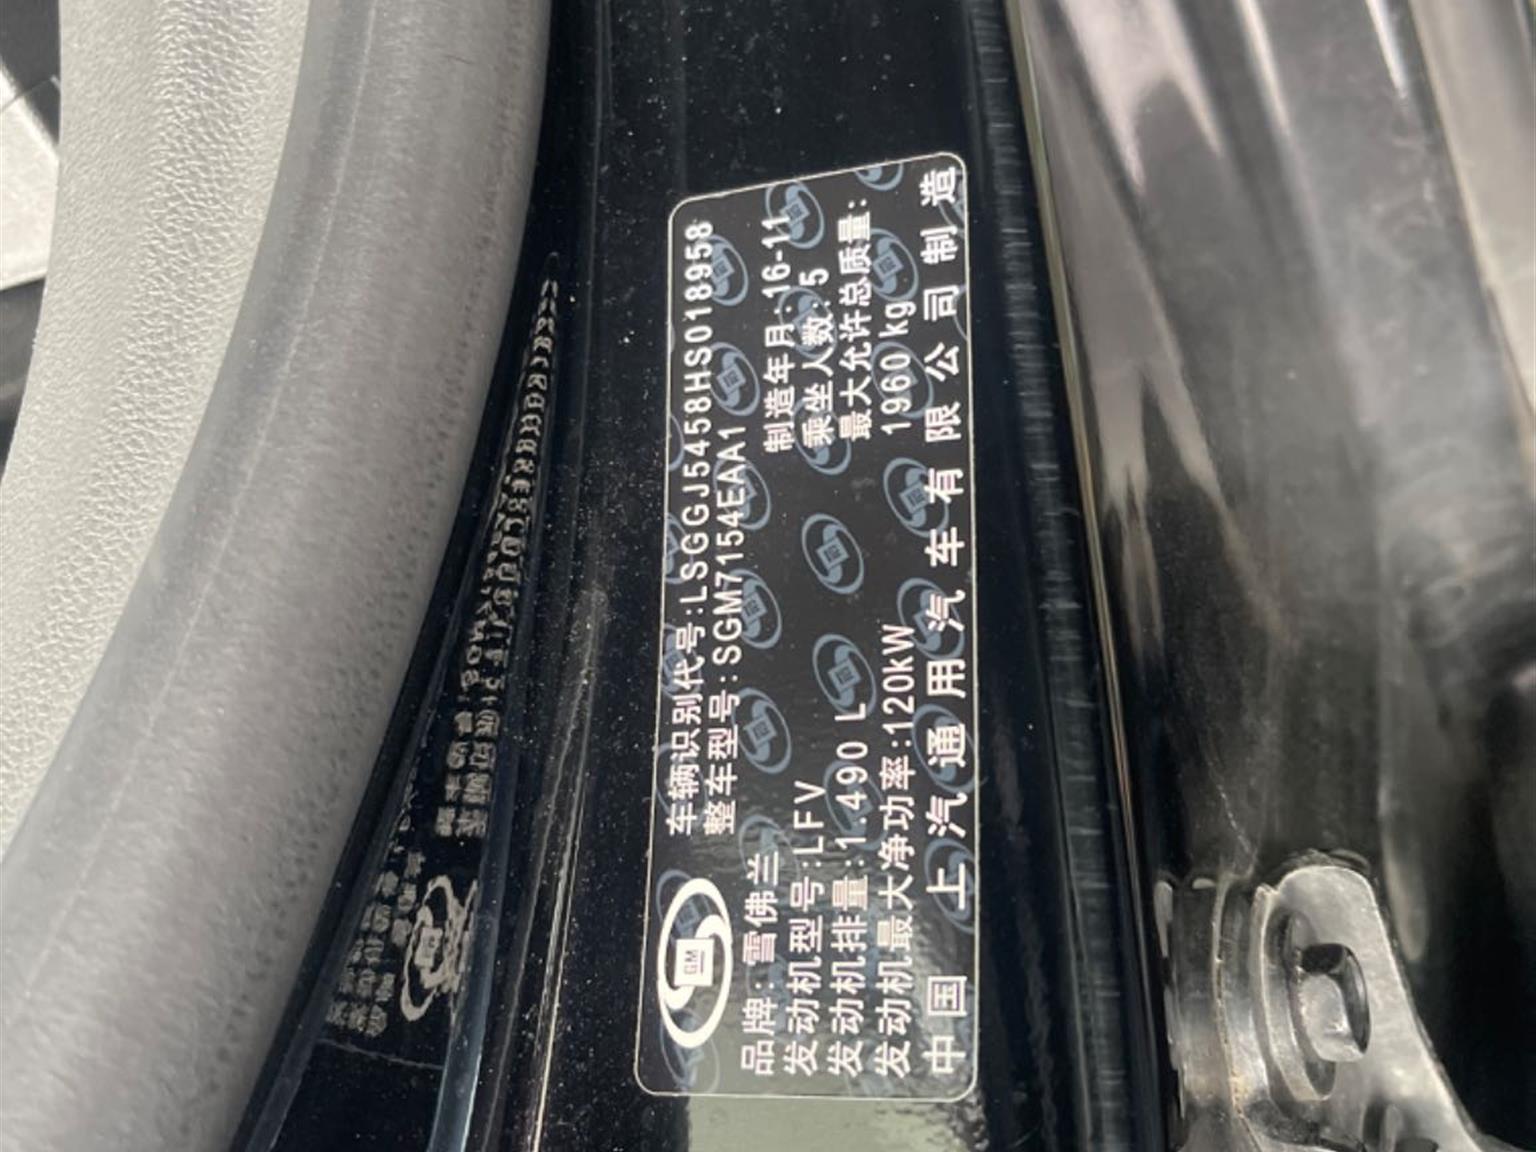 车辆识别代号:LSGGJ5458HS018958
整车型号:SGM7154EAA1
GM
品牌:雪佛兰
制造年月:16-11
发动机型号:LFV
乘坐人数:5
发动机排量:1.490 L
最大允许总质量:
1960 kg
发动机最大净功率:120kW
中国 上汽通用汽车有限公司制造